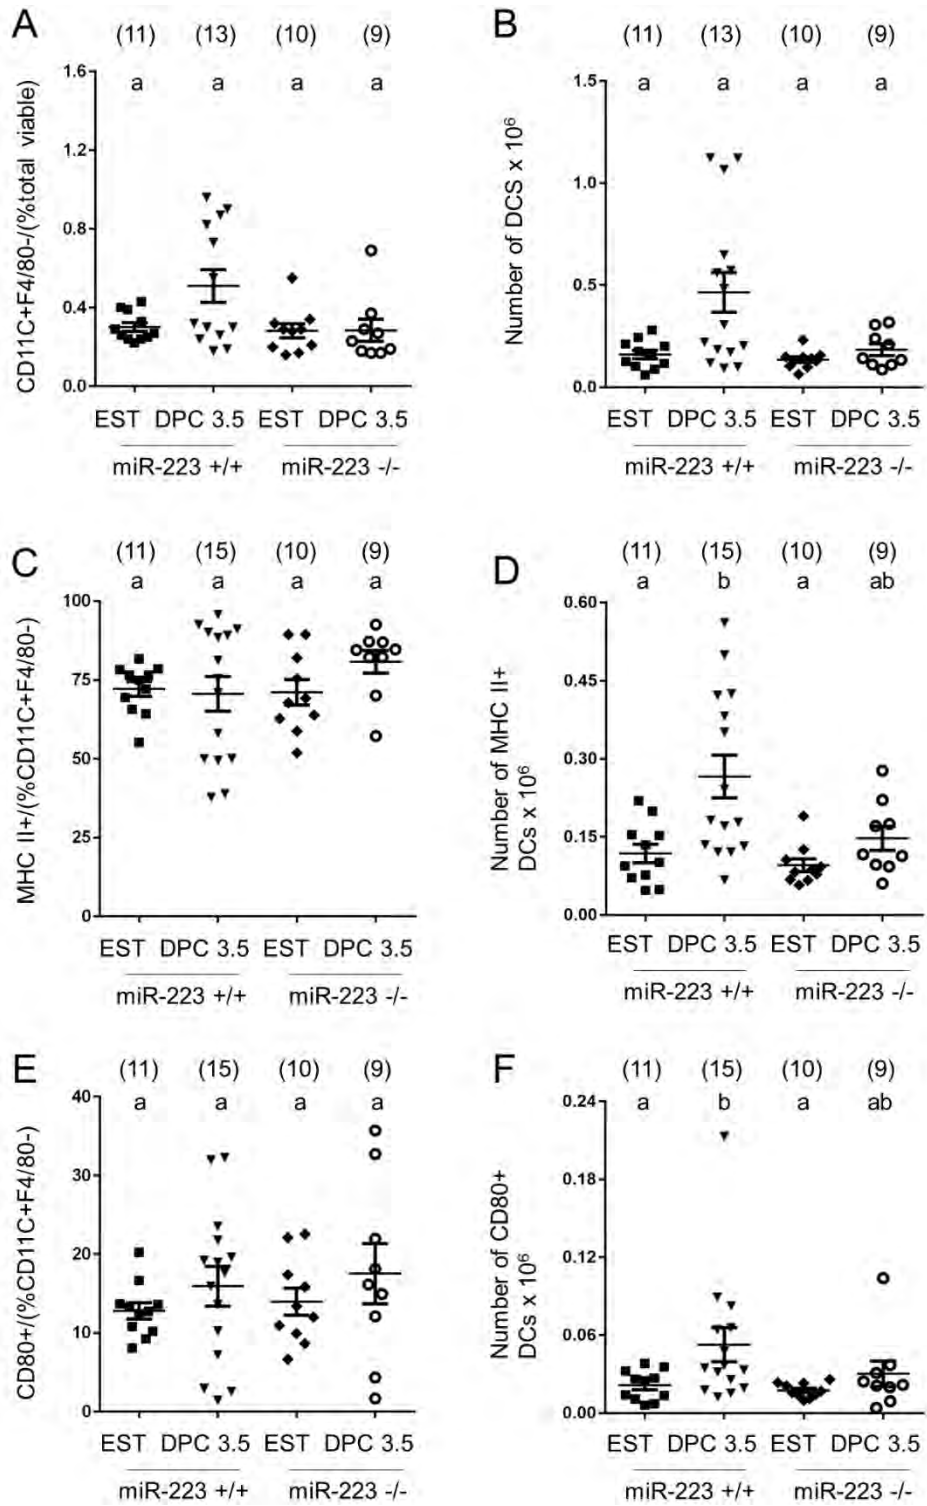 A
(11) (13) (10) (9)
a a a a
CD11C+F4/80-/(%total viable)
1.6
1.2
0.8
0.4
0.0
EST DPC 3.5 EST DPC 3.5
miR-223 +/+ miR-223 -/-
B
(11) (13) (10) (9)
a a a a
Number of DCS x 10⁶
1.5
1.0
0.5
0.0
EST DPC 3.5 EST DPC 3.5
miR-223 +/+ miR-223 -/-
C
(11) (15) (10) (9)
a a a a
MHC II+/(%CD11C+F4/80-)
100
75
50
25
0
EST DPC 3.5 EST DPC 3.5
miR-223 +/+ miR-223 -/-
D
(11) (15) (10) (9)
a b a ab
Number of MHC II+
DCs x 10⁶
0.60
0.45
0.30
0.15
0.00
EST DPC 3.5 EST DPC 3.5
miR-223 +/+ miR-223 -/-
E
(11) (15) (10) (9)
a a a a
CD80+/(%CD11C+F4/80-)
40
30
20
10
0
EST DPC 3.5 EST DPC 3.5
miR-223 +/+ miR-223 -/-
F
(11) (15) (10) (9)
a b a ab
Number of CD80+
DCs x 10⁶
0.24
0.18
0.12
0.06
0.00
EST DPC 3.5 EST DPC 3.5
miR-223 +/+ miR-223 -/-